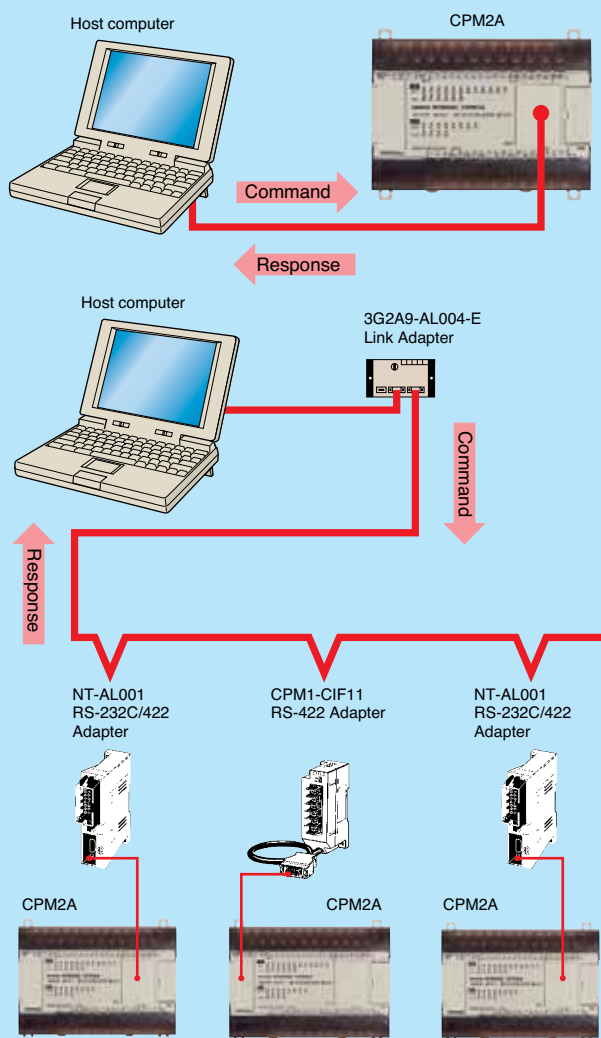 Host computer
CPM2A
Command
Response
Host computer
3G2A9-AL004-E
Link Adapter
Command
Response
NT-AL001
RS-232C/422
Adapter
CPM1-CIF11
RS-422 Adapter
NT-AL001
RS-232C/422
Adapter
CPM2A
CPM2A
CPM2A